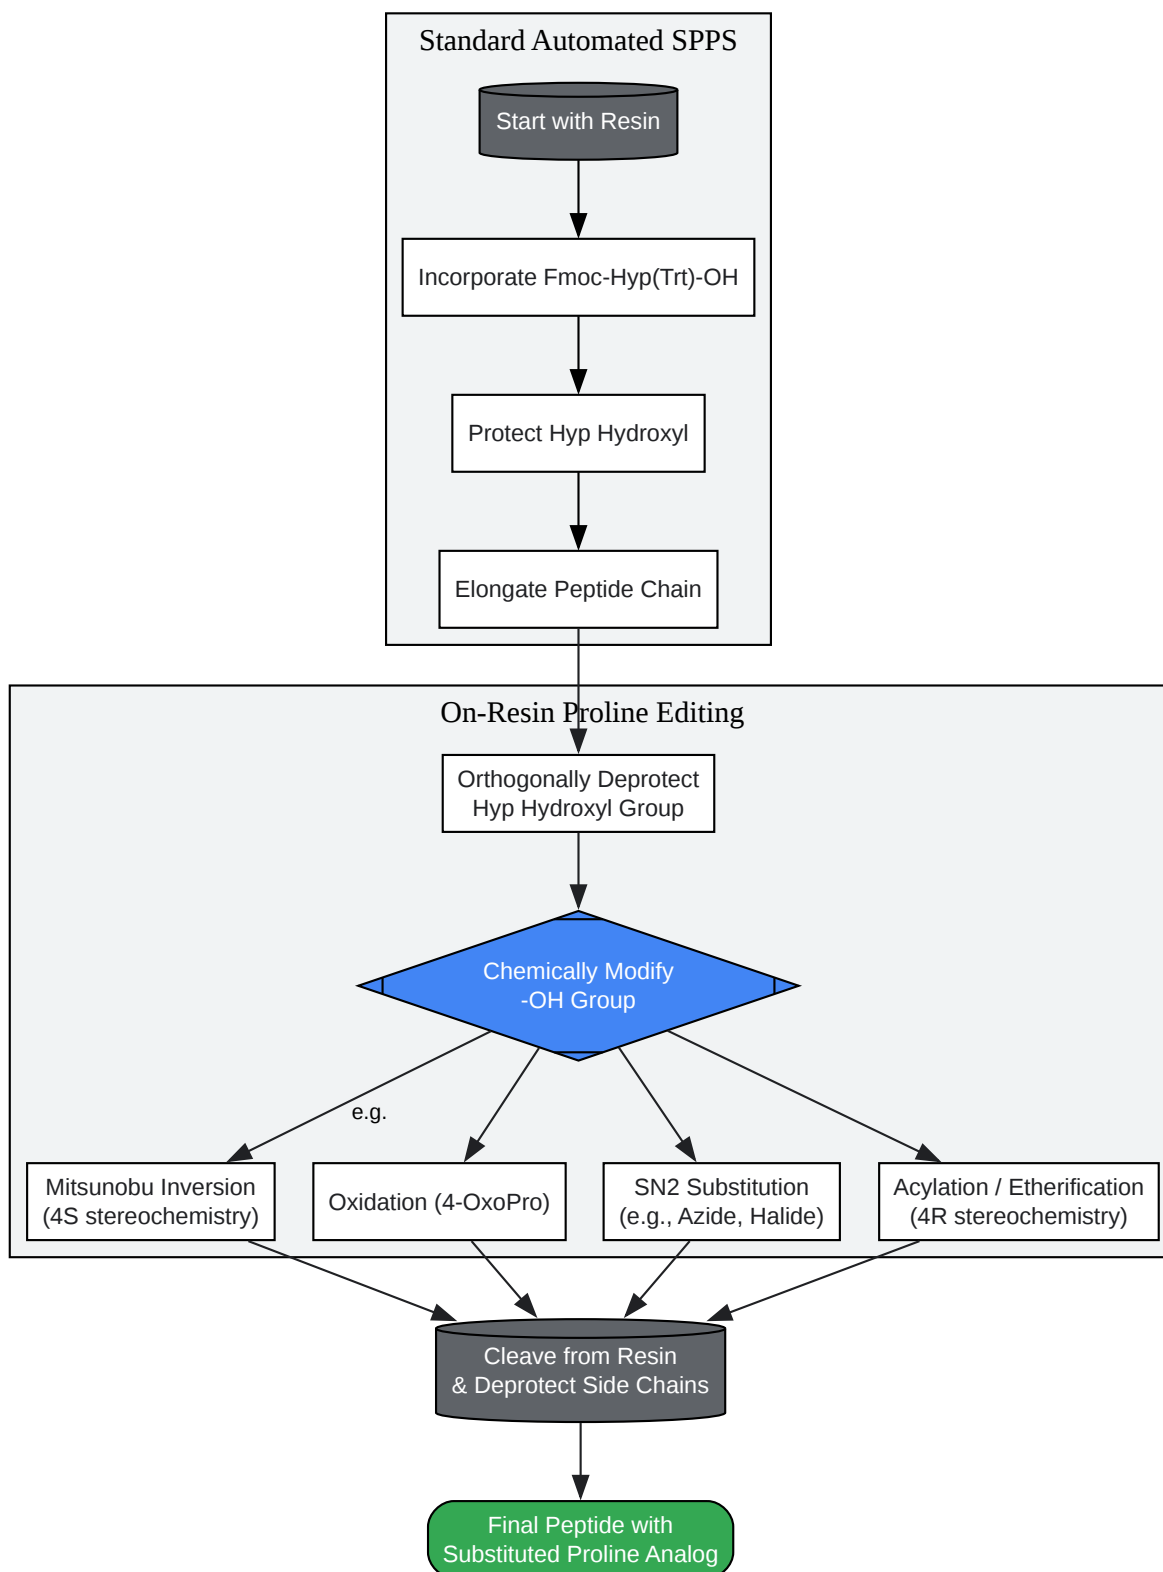 Standard Automated SPPS
Start with Resin
Incorporate Fmoc-Hyp(Trt)-OH
Protect Hyp Hydroxyl
Elongate Peptide Chain
On-Resin Proline Editing
Orthogonally Deprotect
Hyp Hydroxyl Group
Chemically Modify
-OH Group
e.g.
Mitsunobu Inversion
(4S stereochemistry)
Oxidation (4-OxoPro)
SN2 Substitution
(e.g., Azide, Halide)
Acylation / Etherification
(4R stereochemistry)
Cleave from Resin
& Deprotect Side Chains
Final Peptide with
Substituted Proline Analog